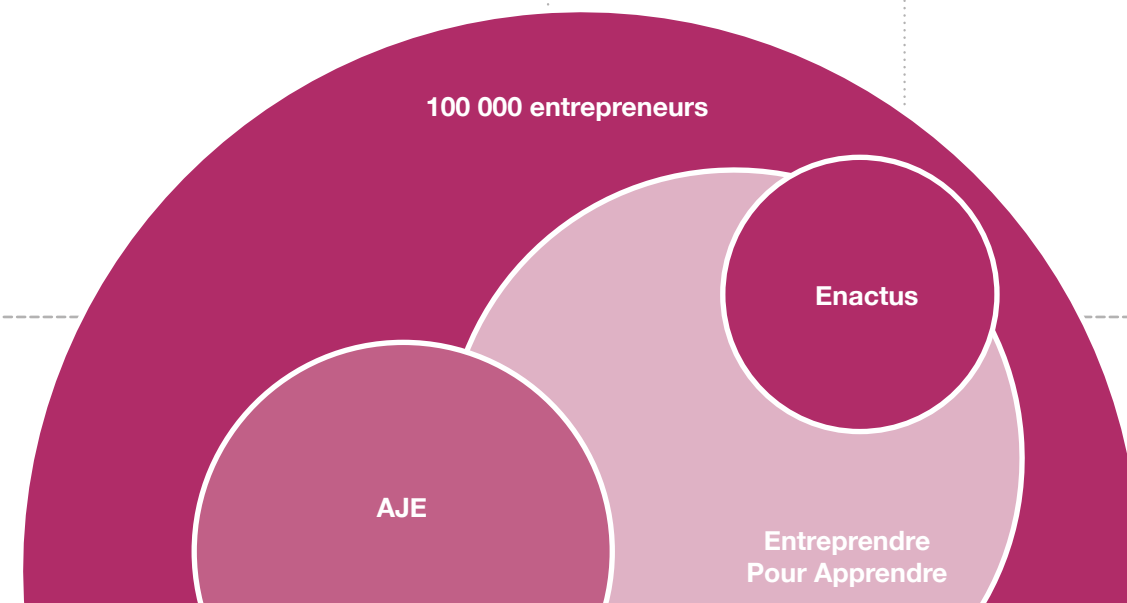 100 000 entrepreneurs
Enactus
AJE
Entreprendre
Pour Apprendre